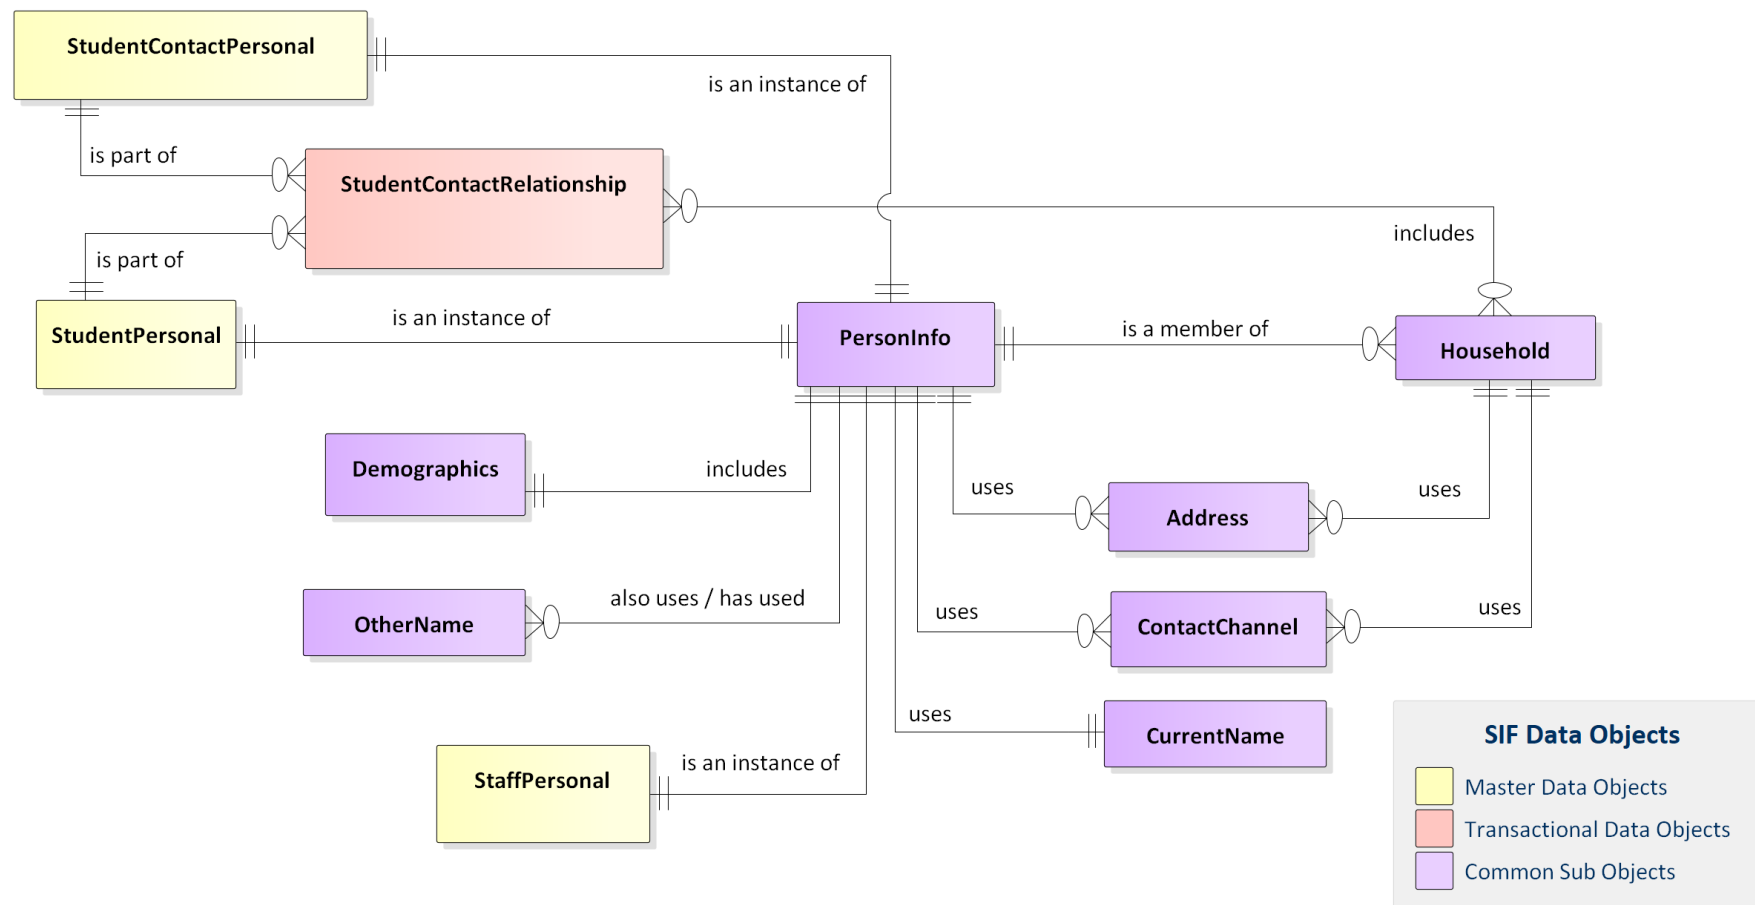 StudentContactPersonal
is an instance of
is part of
StudentContactRelationship
includes
is part of
StudentPersonal
is an instance of
PersonInfo
is a member of
Household
Demographics
includes
uses
Address
uses
OtherName
also uses / has used
uses
ContactChannel
uses
uses
CurrentName
StaffPersonal
is an instance of
SIF Data Objects
Master Data Objects
Transactional Data Objects
Common Sub Objects